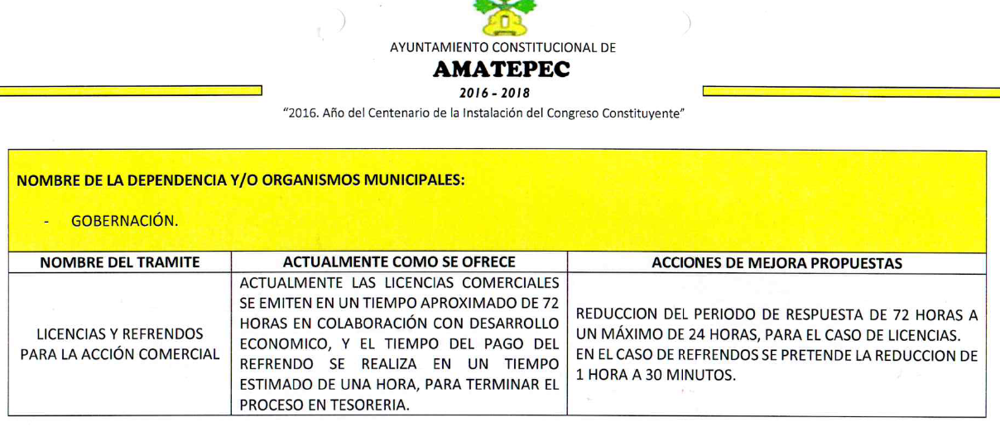 AYUNTAMIENTO CONSTITUCIONAL DE
AMATEPEC
2016 - 2018
"2016. Año del Centenario de la Instalación del Congreso Constituyente"
NOMBRE DE LA DEPENDENCIA Y/O ORGANISMOS MUNICIPALES:
- GOBERNACIÓN.
NOMBRE DEL TRAMITE
ACTUALMENTE COMO SE OFRECE
ACCIONES DE MEJORA PROPUESTAS
LICENCIAS Y REFRENDOS
PARA LA ACCIÓN COMERCIAL
ACTUALMENTE LAS LICENCIAS COMERCIALES
SE EMITEN EN UN TIEMPO APROXIMADO DE 72
HORAS EN COLABORACIÓN CON DESARROLLO
ECONOMICO, Y EL TIEMPO DEL PAGO DEL
REFRENDO SE REALIZA EN UN TIEMPO
ESTIMADO DE UNA HORA, PARA TERMINAR EL
PROCESO EN TESORERIA.
REDUCCION DEL PERIODO DE RESPUESTA DE 72 HORAS A
UN MÁXIMO DE 24 HORAS, PARA EL CASO DE LICENCIAS.
EN EL CASO DE REFRENDOS SE PRETENDE LA REDUCCION DE
1 HORA A 30 MINUTOS.